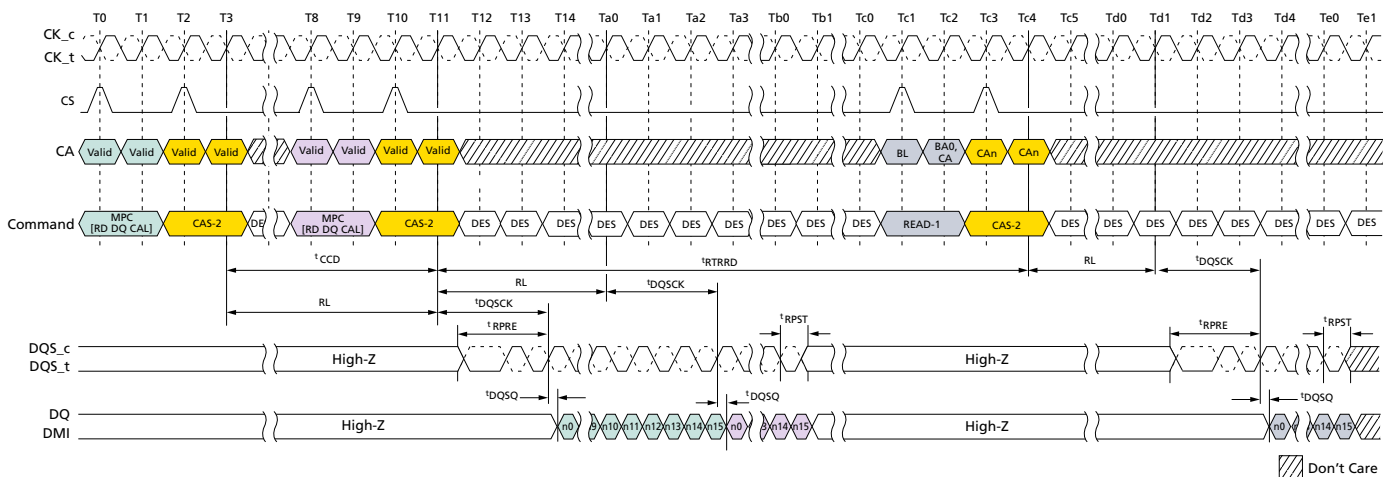 T0 T1 T2 T3 T8 T9 T10 T11 T12 T13 T14 Ta0 Ta1 Ta2 Ta3 Tb0 Tb1 Tc0 Tc1 Tc2 Tc3 Tc4 Tc5 Td0 Td1 Td2 Td3 Td4 Te0 Te1
CK_c
CK_t
CS
CA Valid Valid Valid Valid Valid Valid Valid Valid BL BA0, CA CAn CAn
Command MPC [RD DQ CAL] CAS-2 DE MPC [RD DQ CAL] CAS-2 DES DES DES DES DES DES DES DES DES DES READ-1 CAS-2 DES DES DES DES DES DES DES DES
tCCD tRTRRD RL tDQSCK
RL tDQSCK
RL tDQSCK
tRPRE tRPST tRPRE tRPST
DQS_c
DQS_t
High-Z High-Z
tDQSQ tDQSQ tDQSQ
DQ
DMI
High-Z n0 9 n10 n11 n12 n13 n14 n15 n0 3 n14 n15 High-Z n0 n14 n15
Don't Care